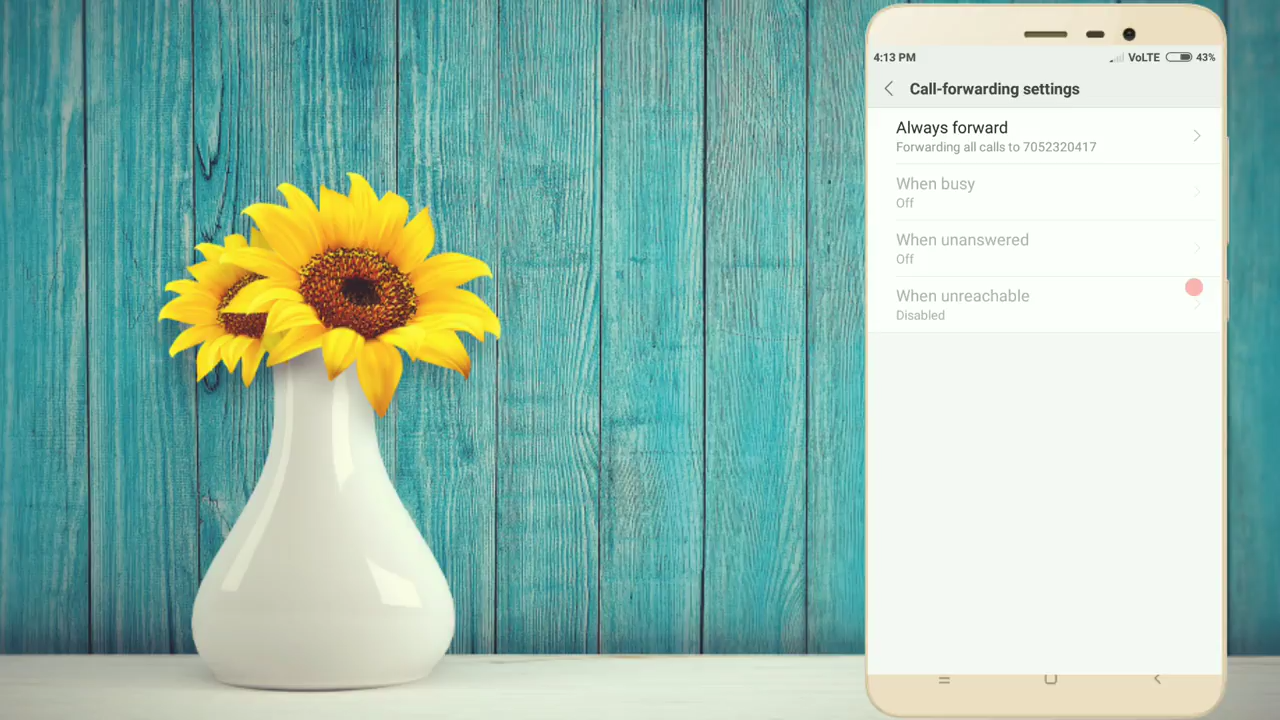 4:13 PM
VoLTE 43%
Call-forwarding settings
Always forward
Forwarding all calls to 7052320417
When busy
Off
When unanswered
Off
When unreachable
Disabled